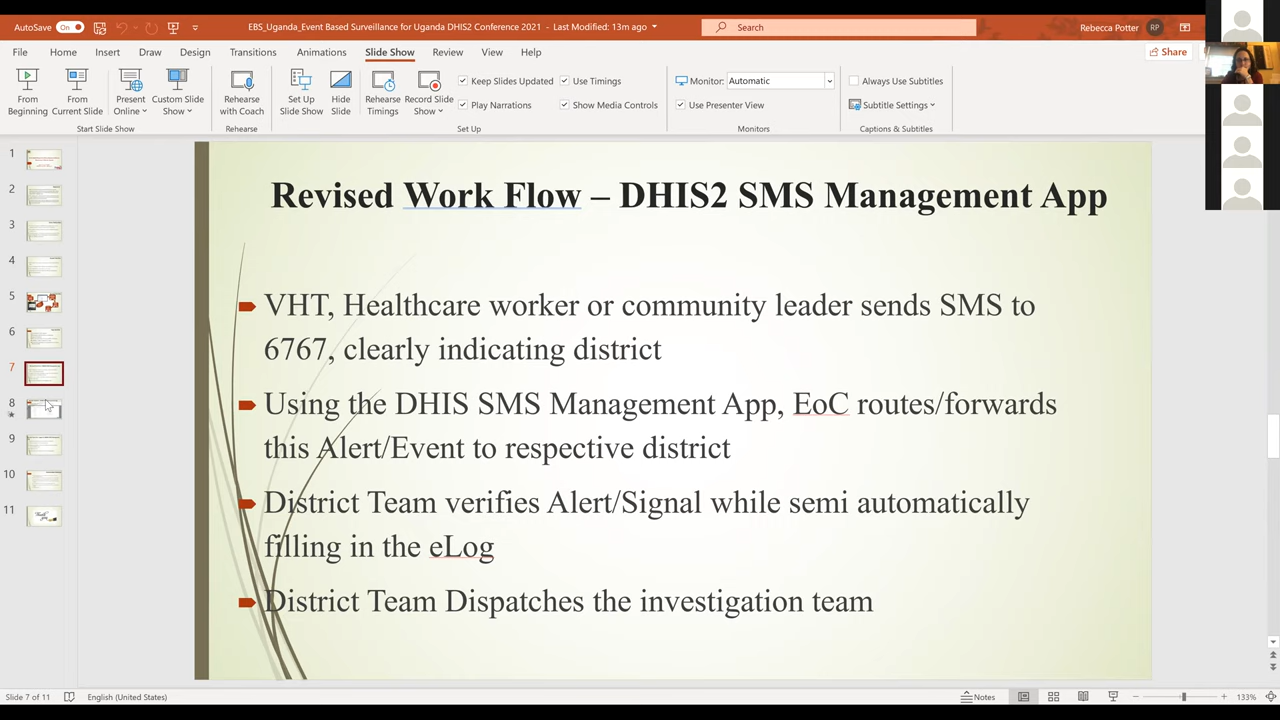 AutoSave On EBS_Uganda_Event Based Surveillance for Uganda DHIS2 Conference 2021 - Last Modified: 13m ago Search Rebecca Potter RP
File Home Insert Draw Design Transitions Animations Slide Show Review View Help Share
From Beginning
From Current Slide
Present Online
Custom Slide Show
Start Slide Show
Rehearse with Coach
Rehearse
Set Up Slide Show
Hide Slide
Rehearse Timings
Record Slide Show
Keep Slides Updated
Play Narrations
Use Timings
Show Media Controls
Set Up
Monitor: Automatic
Use Presenter View
Monitors
Always Use Subtitles
Subtitle Settings
Captions & Subtitles
1
2
3
4
5
6
7
8
9
10
11
Revised Work Flow – DHIS2 SMS Management App
VHT, Healthcare worker or community leader sends SMS to
6767, clearly indicating district
Using the DHIS SMS Management App, EoC routes/forwards
this Alert/Event to respective district
District Team verifies Alert/Signal while semi automatically
filling in the eLog
District Team Dispatches the investigation team
Slide 7 of 11 English (United States) Notes 133%